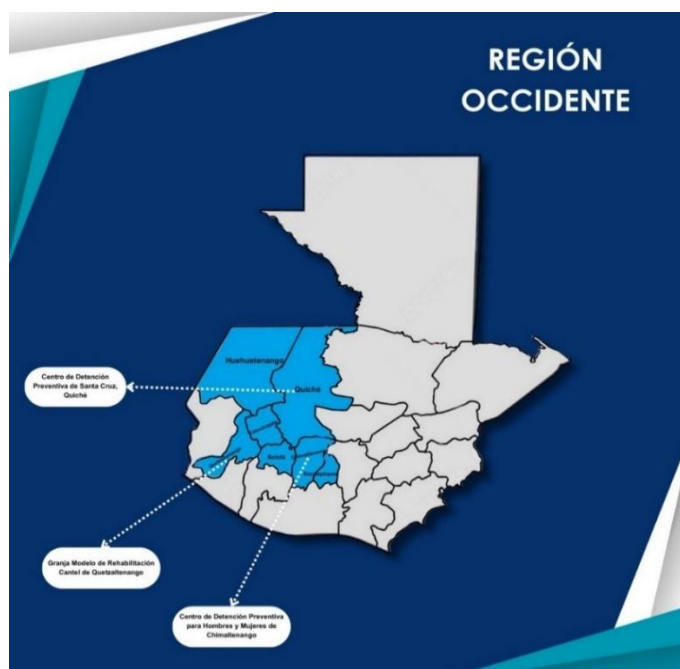 REGIÓN
OCCIDENTE
Huehuetenango
Quiché
Centro de Detención
Preventiva de Santa Cruz,
Quiché
Sololá
Granja Modelo de Rehabilitación
Cantel de Quetzaltenango
Centro de Detención Preventiva
para Hombres y Mujeres de
Chimaltenango